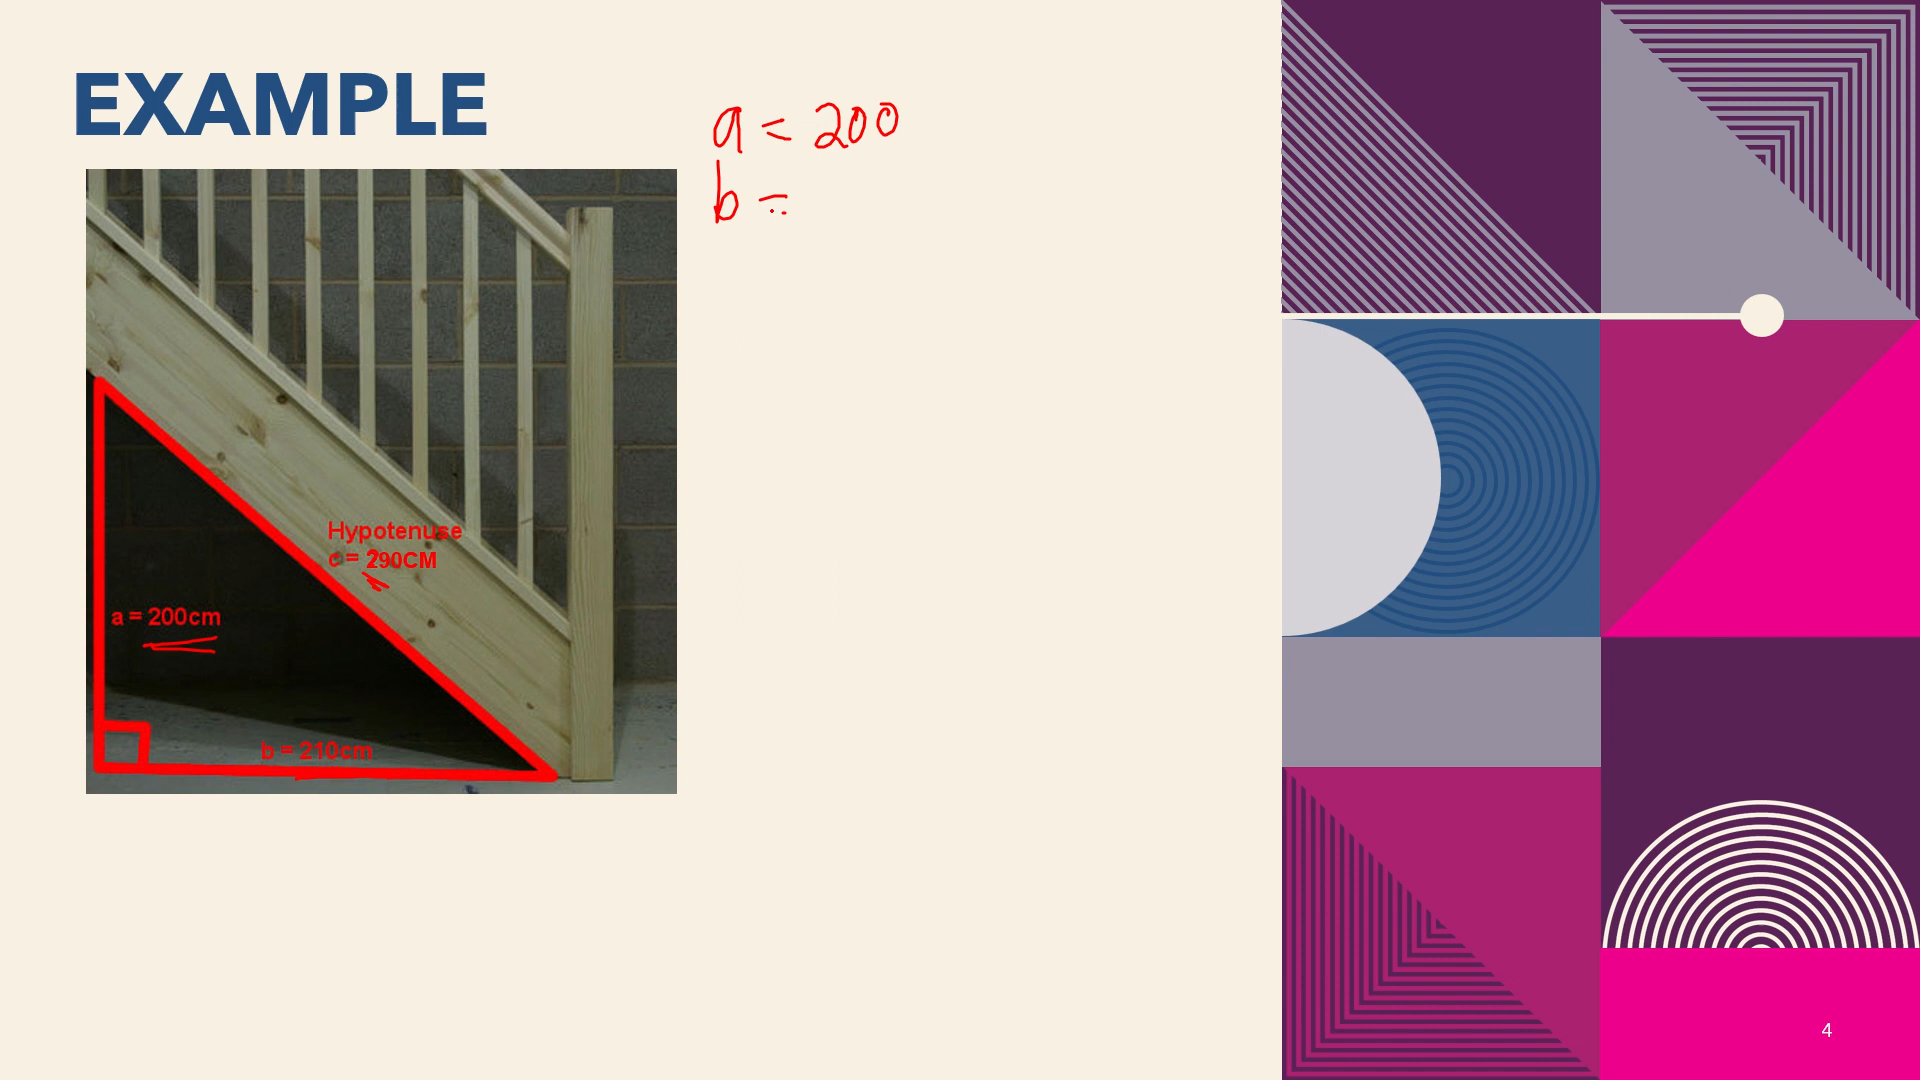 EXAMPLE
a = 200
b =
Hypotenuse
c = 290CM
a = 200cm
b = 210cm
4